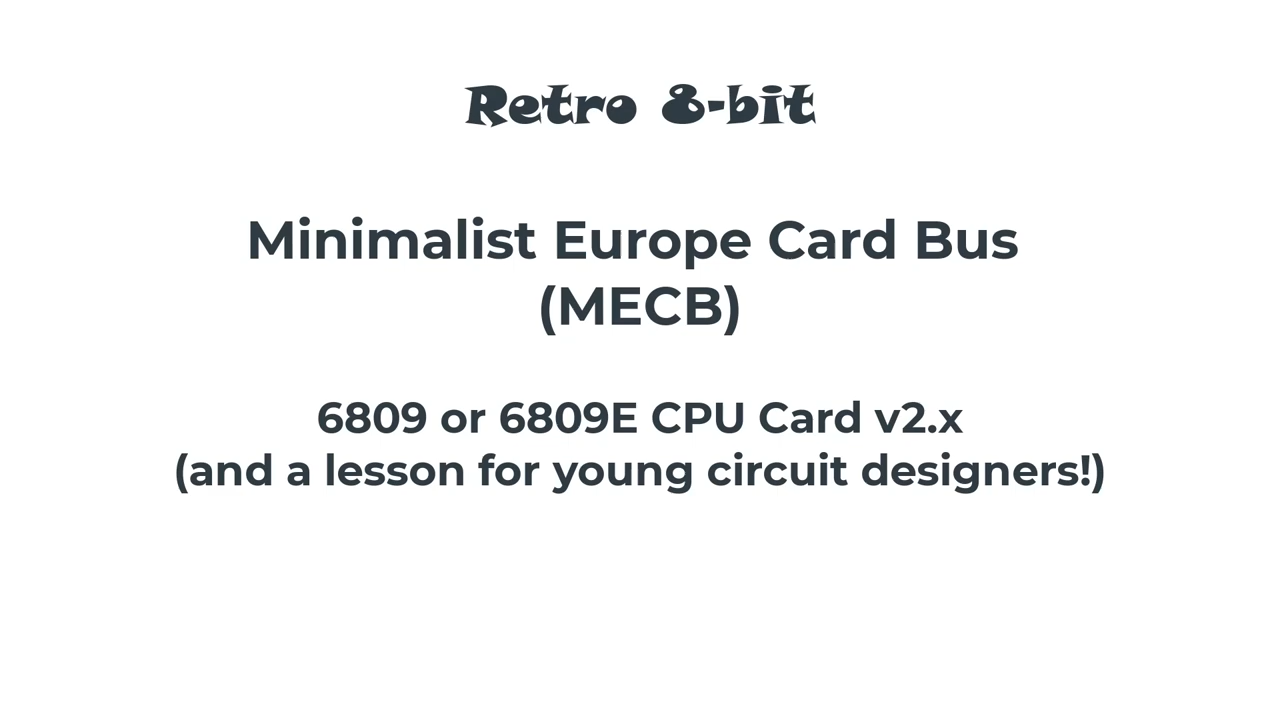 Retro 8-bit
Minimalist Europe Card Bus
(MECB)
6809 or 6809E CPU Card v2.x
(and a lesson for young circuit designers!)